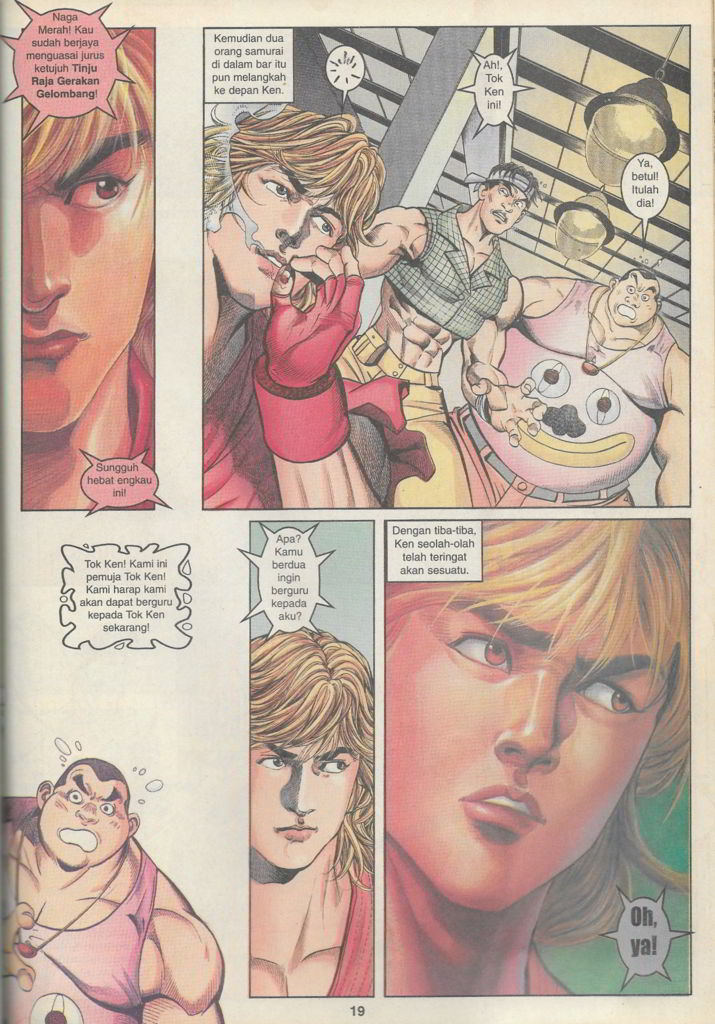 Naga
Merah! Kau
sudah berjaya
menguasai jurus
ketujuh Tinju
Raja Gerakan
Gelombang!
Sungguh
hebat engkau
ini!
Kemudian dua
orang samurai
di dalam bar itu
pun melangkah
ke depan Ken.
Ah!,
Tok
Ken
ini!
Ya,
betul!
Itulah
dia!
Tok Ken! Kami ini
pemuja Tok Ken!
Kami harap kami
akan dapat berguru
kepada Tok Ken
sekarang!
Apa?
Kamu
berdua
ingin
berguru
kepada
aku?
Dengan tiba-tiba,
Ken seolah-olah
telah teringat
akan sesuatu.
Oh,
ya!
19